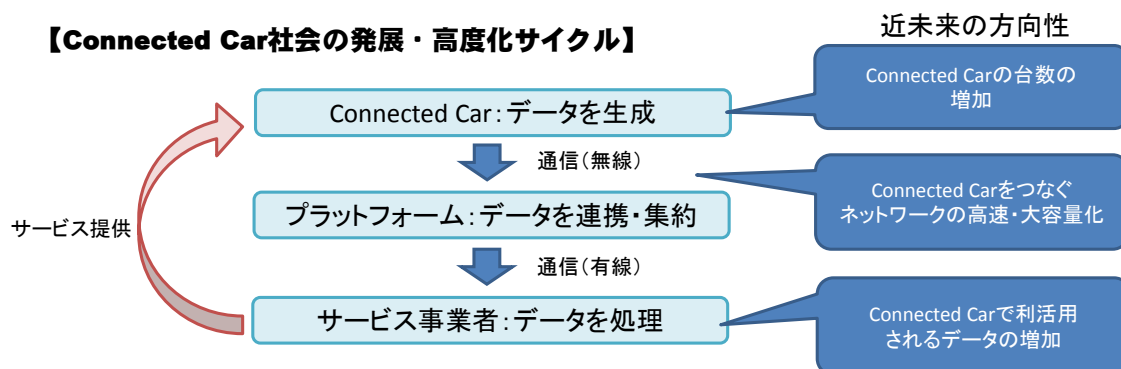 【Connected Car社会の発展・高度化サイクル】
近未来の方向性
Connected Carの台数の
増加
Connected Car：データを生成
通信（無線）
Connected Carをつなぐ
ネットワークの高速・大容量化
プラットフォーム：データを連携・集約
サービス提供
通信（有線）
サービス事業者：データを処理
Connected Carで利活用
されるデータの増加